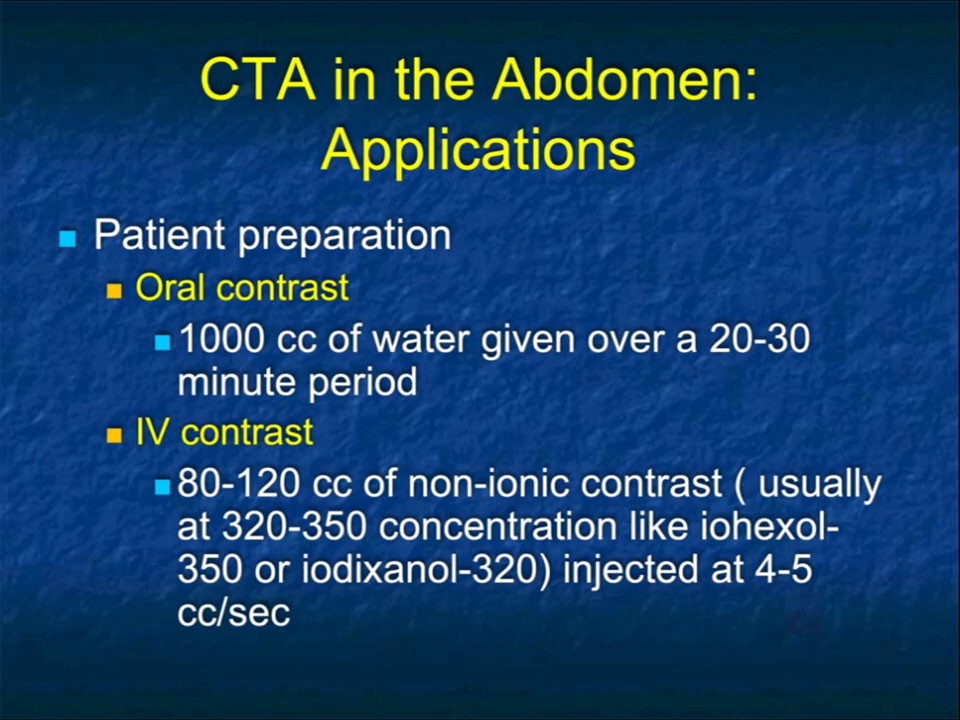 CTA in the Abdomen:
Applications
Patient preparation
Oral contrast
1000 cc of water given over a 20-30
minute period
IV contrast
80-120 cc of non-ionic contrast ( usually
at 320-350 concentration like iohexol-
350 or iodixanol-320) injected at 4-5
cc/sec